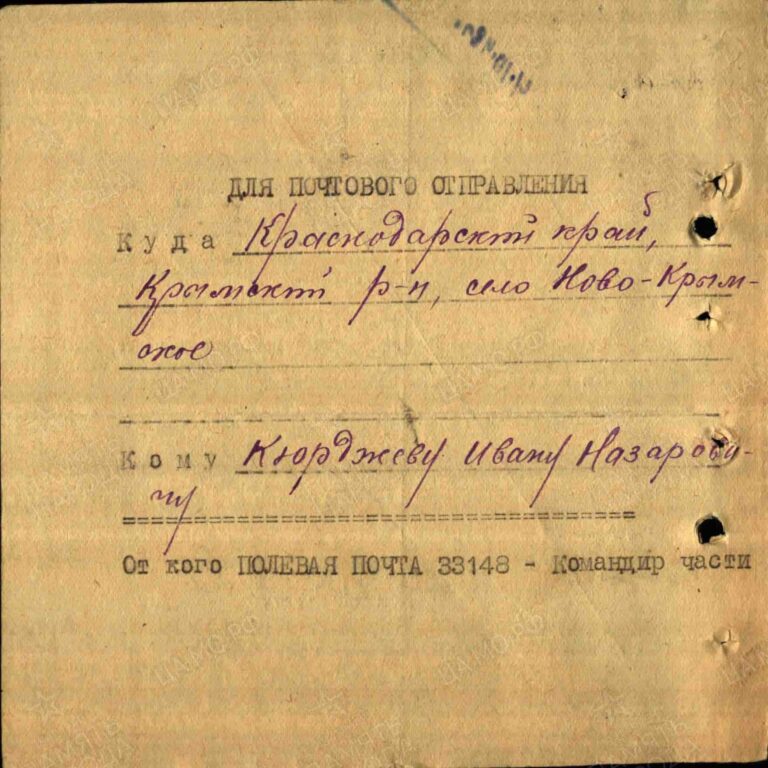 ДЛЯ ПОЧТОВОГО ОТПРАВЛЕНИЯ
Куда Краснодарский край,
Крымский р-н, село Ново-Крым-
ское
Кому Кюрджеву Ивану Назарови-
чу
От кого ПОЛЕВАЯ ПОЧТА 33148 - Командир части